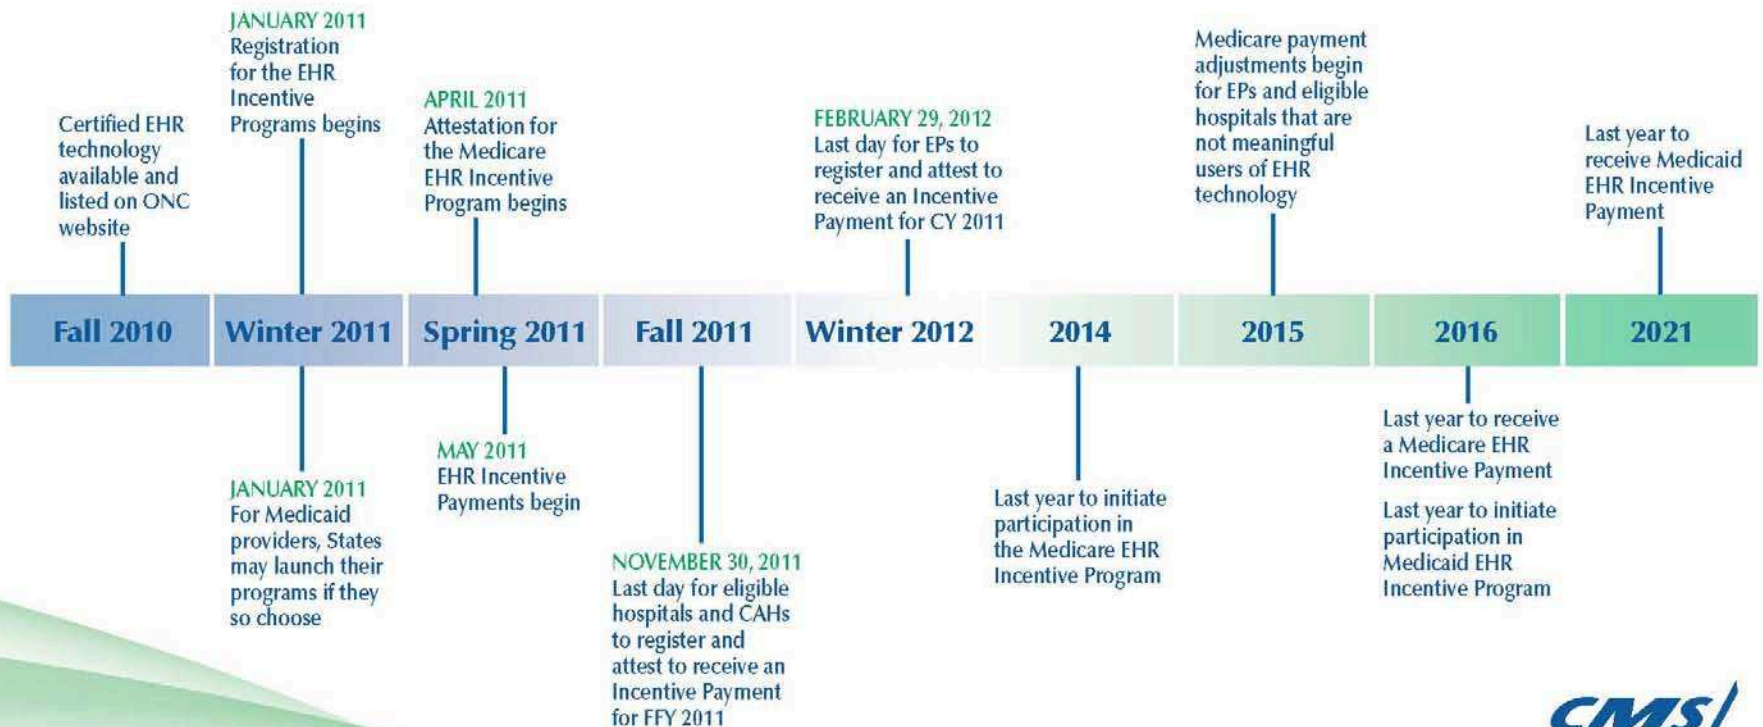 JANUARY 2011
Registration
for the EHR
Incentive
Programs begins
Certified EHR
technology
available and
listed on ONC
website
APRIL 2011
Attestation for
the Medicare
EHR Incentive
Program begins
FEBRUARY 29, 2012
Last day for EPs to
register and attest to
receive an Incentive
Payment for CY 2011
Medicare payment
adjustments begin
for EPs and eligible
hospitals that are
not meaningful
users of EHR
technology
Last year to
receive Medicaid
EHR Incentive
Payment
Fall 2010
Winter 2011
Spring 2011
Fall 2011
Winter 2012
2014
2015
2016
2021
JANUARY 2011
For Medicaid
providers, States
may launch their
programs if they
so choose
MAY 2011
EHR Incentive
Payments begin
NOVEMBER 30, 2011
Last day for eligible
hospitals and CAHs
to register and
attest to receive an
Incentive Payment
for FFY 2011
Last year to initiate
participation in
the Medicare EHR
Incentive Program
Last year to receive
a Medicare EHR
Incentive Payment
Last year to initiate
participation in
Medicaid EHR
Incentive Program
CMS